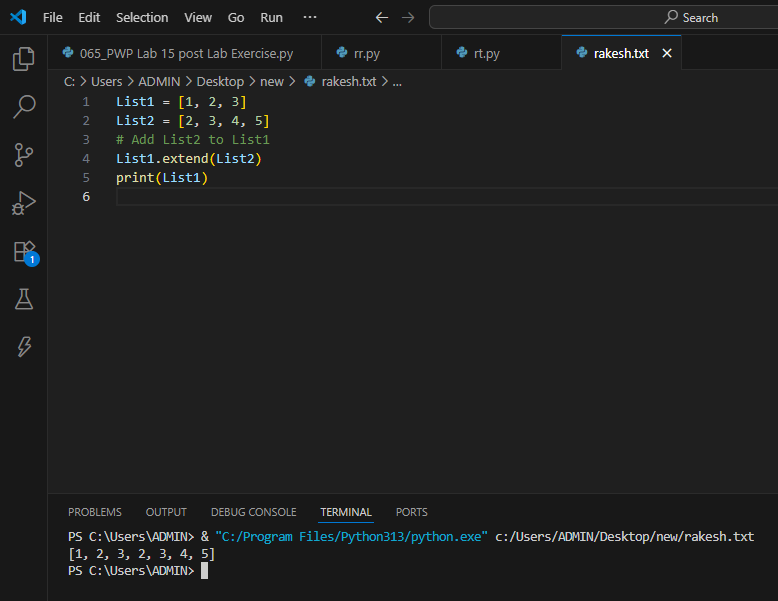 File Edit Selection View Go Run ··· Search
065_PWP Lab 15 post Lab Exercise.py rr.py rt.py rakesh.txt
C: > Users > ADMIN > Desktop > new > rakesh.txt > ...
1 List1 = [1, 2, 3]
2 List2 = [2, 3, 4, 5]
3 # Add List2 to List1
4 List1.extend(List2)
5 print(List1)
6
1
PROBLEMS OUTPUT DEBUG CONSOLE TERMINAL PORTS
PS C:\Users\ADMIN> & "C:/Program Files/Python313/python.exe" c:/Users/ADMIN/Desktop/new/rakesh.txt
[1, 2, 3, 2, 3, 4, 5]
PS C:\Users\ADMIN>